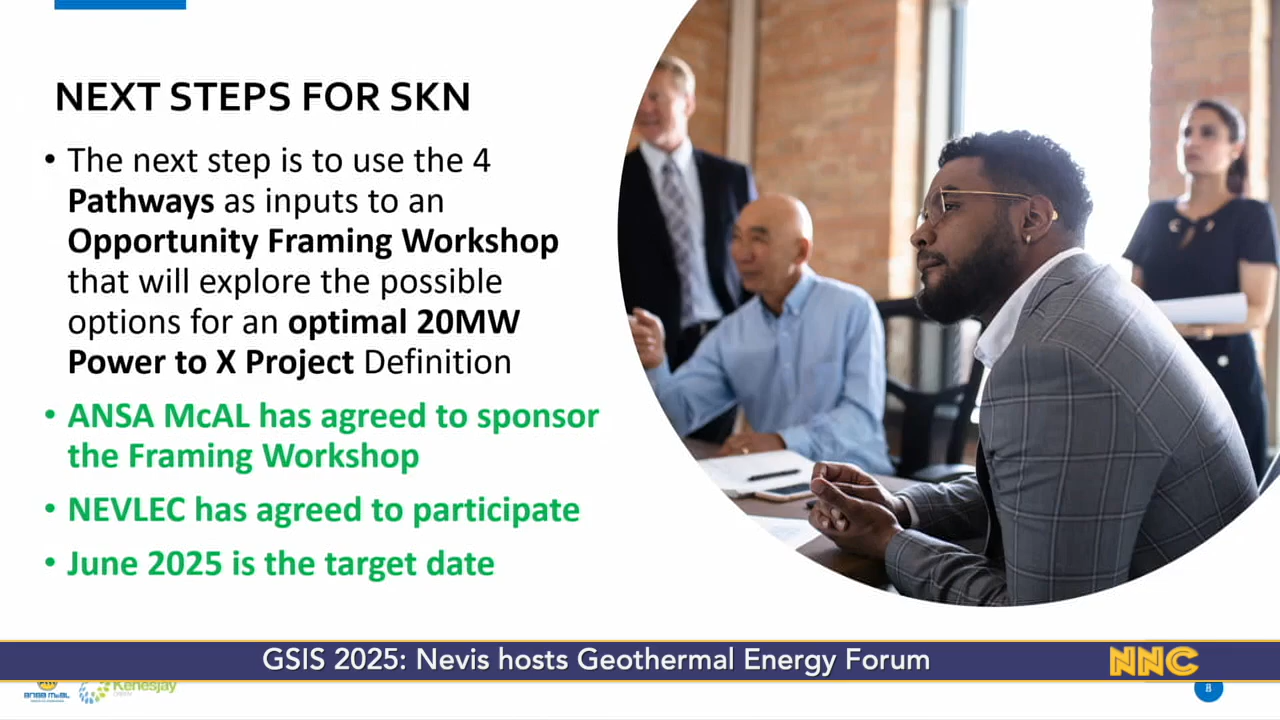 NEXT STEPS FOR SKN
• The next step is to use the 4
Pathways as inputs to an
Opportunity Framing Workshop
that will explore the possible
options for an optimal 20MW
Power to X Project Definition
• ANSA McAL has agreed to sponsor
the Framing Workshop
• NEVLEC has agreed to participate
• June 2025 is the target date
GSIS 2025: Nevis hosts Geothermal Energy Forum
NNC
ANSA McAL
Kenesjay
8